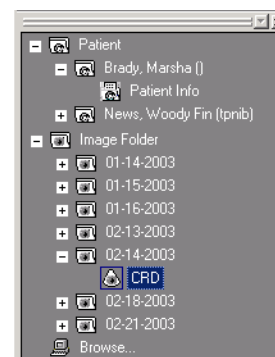 Patient
Brady, Marsha ()
Patient Info
News, Woody Fin (tpnib)
Image Folder
01-14-2003
01-15-2003
01-16-2003
02-13-2003
02-14-2003
CRD
02-18-2003
02-21-2003
Browse...